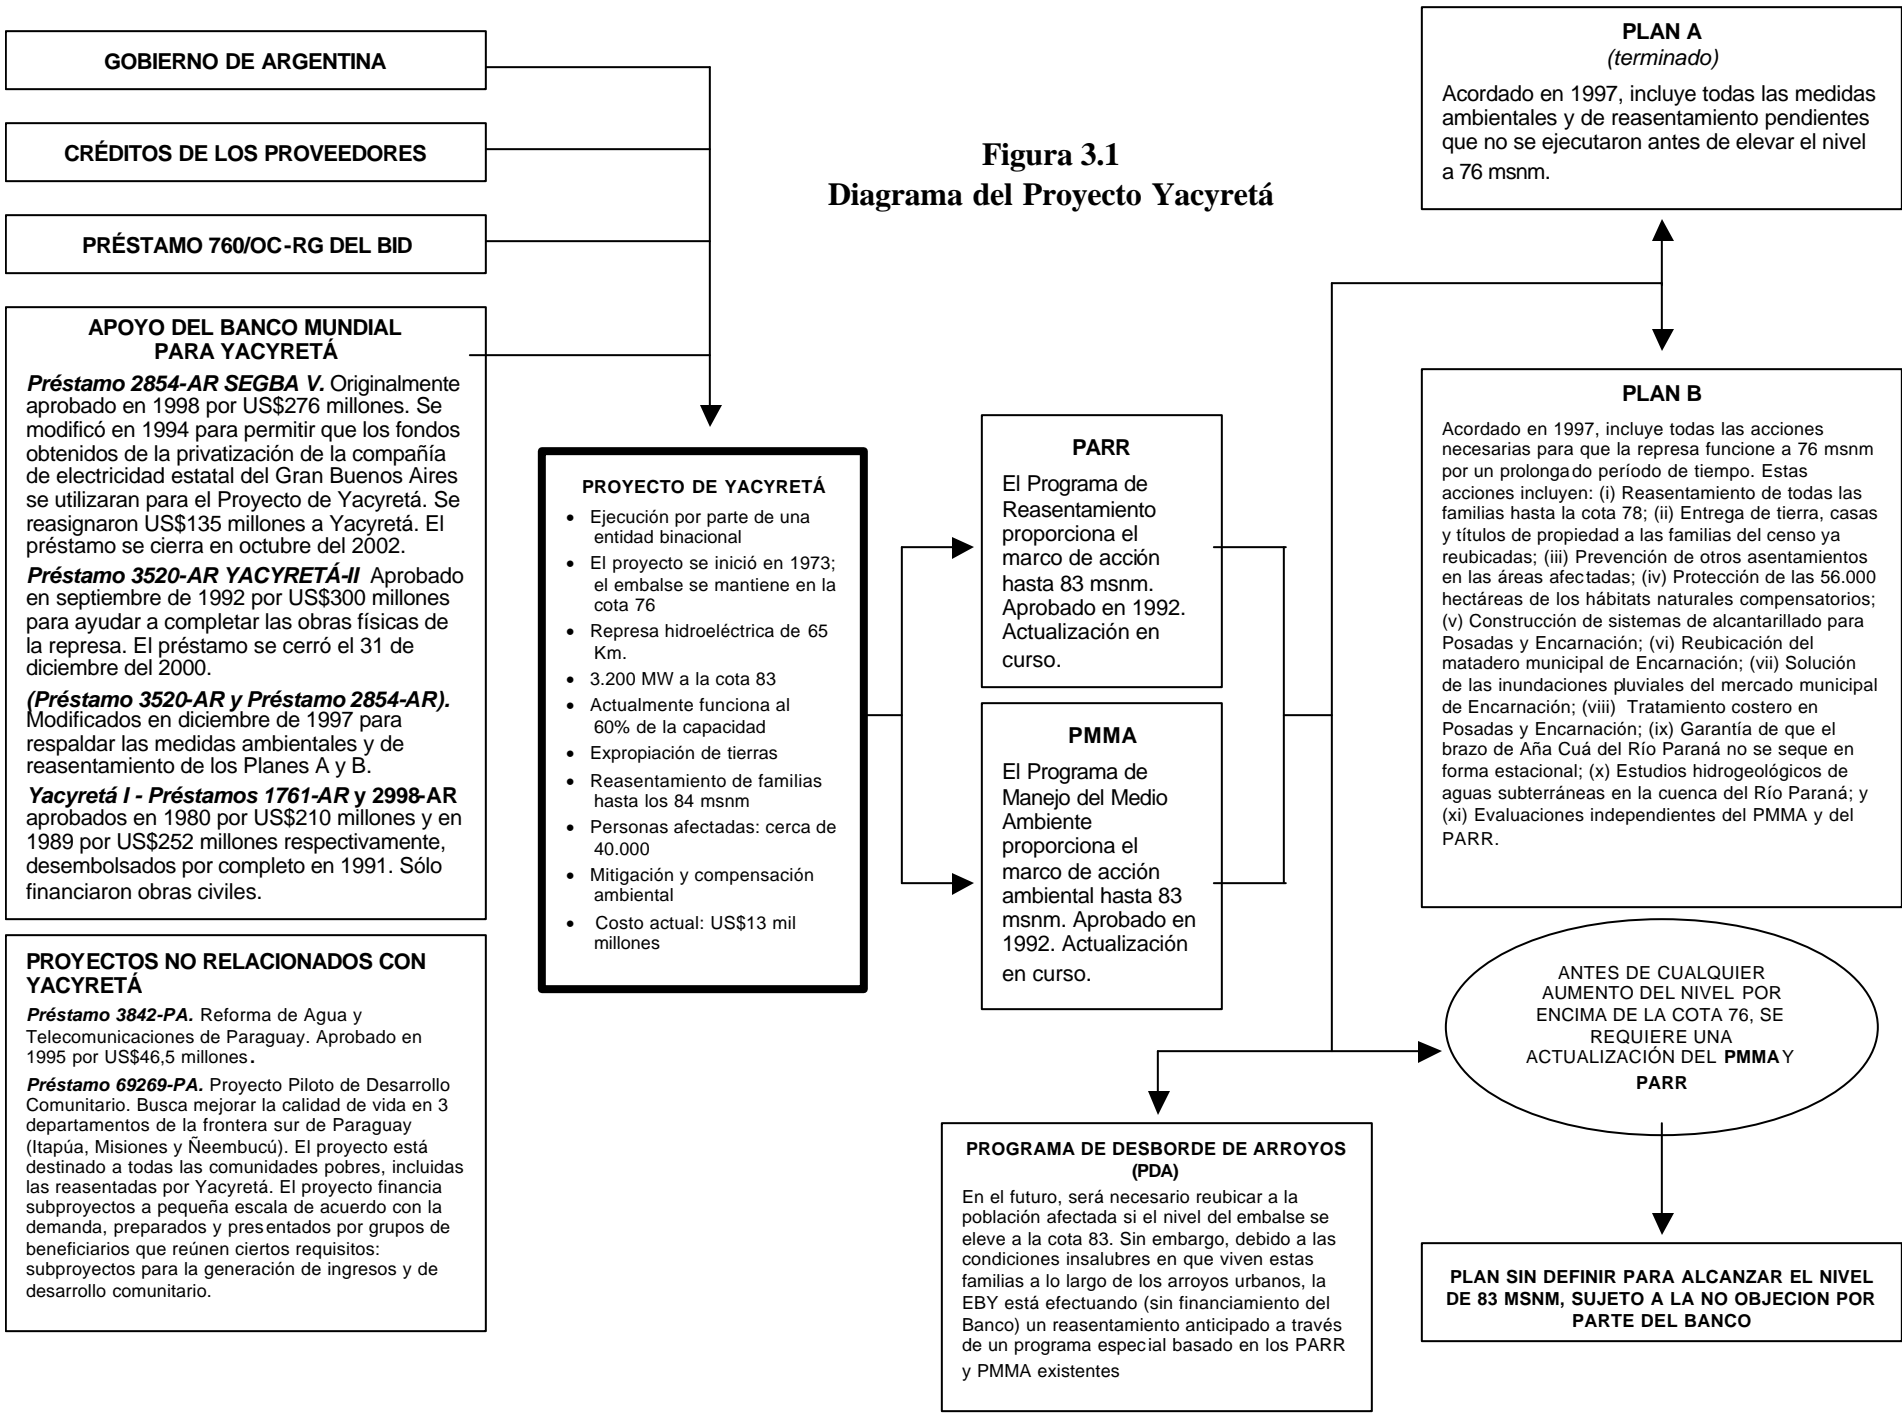 GOBIERNO DE ARGENTINA
CRÉDITOS DE LOS PROVEEDORES
PRÉSTAMO 760/OC-RG DEL BID
APOYO DEL BANCO MUNDIAL
PARA YACYRETÁ
Préstamo 2854-AR SEGBA V. Originalmente
aprobado en 1998 por US$276 millones. Se
modificó en 1994 para permitir que los fondos
obtenidos de la privatización de la compañía
de electricidad estatal del Gran Buenos Aires
se utilizaran para el Proyecto de Yacyretá. Se
reasignaron US$135 millones a Yacyretá. El
préstamo se cierra en octubre del 2002.
Préstamo 3520-AR YACYRETÁ-II Aprobado
en septiembre de 1992 por US$300 millones
para ayudar a completar las obras físicas de
la represa. El préstamo se cerró el 31 de
diciembre del 2000.
(Préstamo 3520-AR y Préstamo 2854-AR).
Modificados en diciembre de 1997 para
respaldar las medidas ambientales y de
reasentamiento de los Planes A y B.
Yacyretá I - Préstamos 1761-AR y 2998-AR
aprobados en 1980 por US$210 millones y en
1989 por US$252 millones respectivamente,
desembolsados por completo en 1991. Sólo
financiaron obras civiles.
PROYECTOS NO RELACIONADOS CON
YACYRETÁ
Préstamo 3842-PA. Reforma de Agua y
Telecomunicaciones de Paraguay. Aprobado en
1995 por US$46,5 millones.
Préstamo 69269-PA. Proyecto Piloto de Desarrollo
Comunitario. Busca mejorar la calidad de vida en 3
departamentos de la frontera sur de Paraguay
(Itapúa, Misiones y Ñeembucú). El proyecto está
destinado a todas las comunidades pobres, incluidas
las reasentadas por Yacyretá. El proyecto financia
subproyectos a pequeña escala de acuerdo con la
demanda, preparados y presentados por grupos de
beneficiarios que reúnen ciertos requisitos:
subproyectos para la generación de ingresos y de
desarrollo comunitario.
Figura 3.1
Diagrama del Proyecto Yacyretá
PROYECTO DE YACYRETÁ
• Ejecución por parte de una
entidad binacional
• El proyecto se inició en 1973;
el embalse se mantiene en la
cota 76
• Represa hidroeléctrica de 65
Km.
• 3.200 MW a la cota 83
• Actualmente funciona al
60% de la capacidad
• Expropiación de tierras
• Reasentamiento de familias
hasta los 84 msnm
• Personas afectadas: cerca de
40.000
• Mitigación y compensación
ambiental
• Costo actual: US$13 mil
millones
PARR
El Programa de
Reasentamiento
proporciona el
marco de acción
hasta 83 msnm.
Aprobado en 1992.
Actualización en
curso.
PMMA
El Programa de
Manejo del Medio
Ambiente
proporciona el
marco de acción
ambiental hasta 83
msnm. Aprobado en
1992. Actualización
en curso.
PROGRAMA DE DESBORDE DE ARROYOS
(PDA)
En el futuro, será necesario reubicar a la
población afectada si el nivel del embalse se
eleve a la cota 83. Sin embargo, debido a las
condiciones insalubres en que viven estas
familias a lo largo de los arroyos urbanos, la
EBY está efectuando (sin financiamiento del
Banco) un reasentamiento anticipado a través
de un programa especial basado en los PARR
y PMMA existentes
PLAN A
(terminado)
Acordado en 1997, incluye todas las medidas
ambientales y de reasentamiento pendientes
que no se ejecutaron antes de elevar el nivel
a 76 msnm.
PLAN B
Acordado en 1997, incluye todas las acciones
necesarias para que la represa funcione a 76 msnm
por un prolongado período de tiempo. Estas
acciones incluyen: (i) Reasentamiento de todas las
familias hasta la cota 78; (ii) Entrega de tierra, casas
y títulos de propiedad a las familias del censo ya
reubicadas; (iii) Prevención de otros asentamientos
en las áreas afectadas; (iv) Protección de las 56.000
hectáreas de los hábitats naturales compensatorios;
(v) Construcción de sistemas de alcantarillado para
Posadas y Encarnación; (vi) Reubicación del
matadero municipal de Encarnación; (vii) Solución
de las inundaciones pluviales del mercado municipal
de Encarnación; (viii) Tratamiento costero en
Posadas y Encarnación; (ix) Garantía de que el
brazo de Aña Cuá del Río Paraná no se seque en
forma estacional; (x) Estudios hidrogeológicos de
aguas subterráneas en la cuenca del Río Paraná; y
(xi) Evaluaciones independientes del PMMA y del
PARR.
ANTES DE CUALQUIER
AUMENTO DEL NIVEL POR
ENCIMA DE LA COTA 76, SE
REQUIERE UNA
ACTUALIZACIÓN DEL PMMA Y
PARR
PLAN SIN DEFINIR PARA ALCANZAR EL NIVEL
DE 83 MSNM, SUJETO A LA NO OBJECION POR
PARTE DEL BANCO